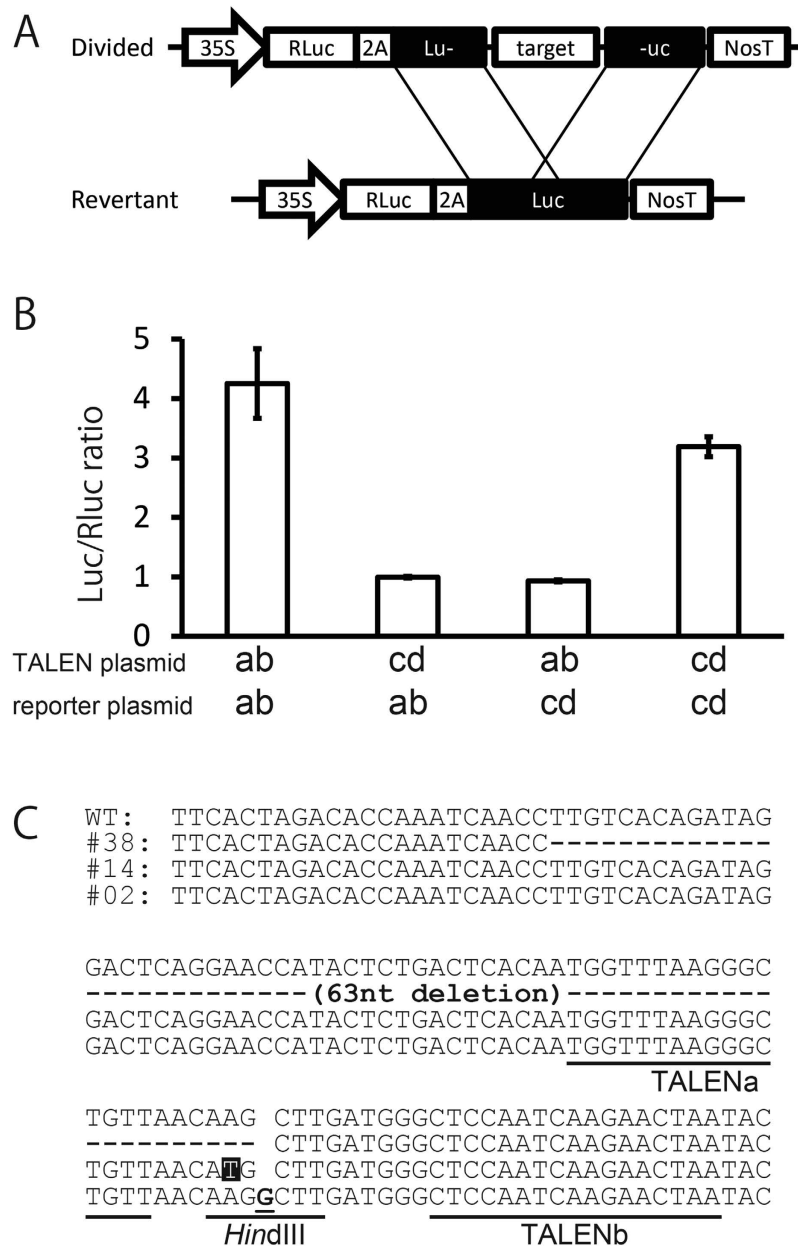 A
Divided 35S RLuc 2A Lu- target -uc NosT
Revertant 35S RLuc 2A Luc NosT
B
Luc/Rluc ratio
5
4
3
2
1
0
TALEN plasmid ab cd ab cd
reporter plasmid ab ab cd cd
C
WT: TTCACTAGACACCAAATCAACCTTGTCACAGATAG
#38: TTCACTAGACACCAAATCAACC-------------
#14: TTCACTAGACACCAAATCAACCTTGTCACAGATAG
#02: TTCACTAGACACCAAATCAACCTTGTCACAGATAG
GACTCAGGAACCATACTCTGACTCACAATGGTTTAAGGGC
-------------(63nt deletion)------------
GACTCAGGAACCATACTCTGACTCACAATGGTTTAAGGGC
GACTCAGGAACCATACTCTGACTCACAATGGTTTAAGGGC
TALENa
TGTTAACAAG CTTGATGGGCTCCAATCAAGAACTAATAC
---------- CTTGATGGGCTCCAATCAAGAACTAATAC
TGTTAACATG CTTGATGGGCTCCAATCAAGAACTAATAC
TGTTAACAAGGCTTGATGGGCTCCAATCAAGAACTAATAC
HindIII TALENb